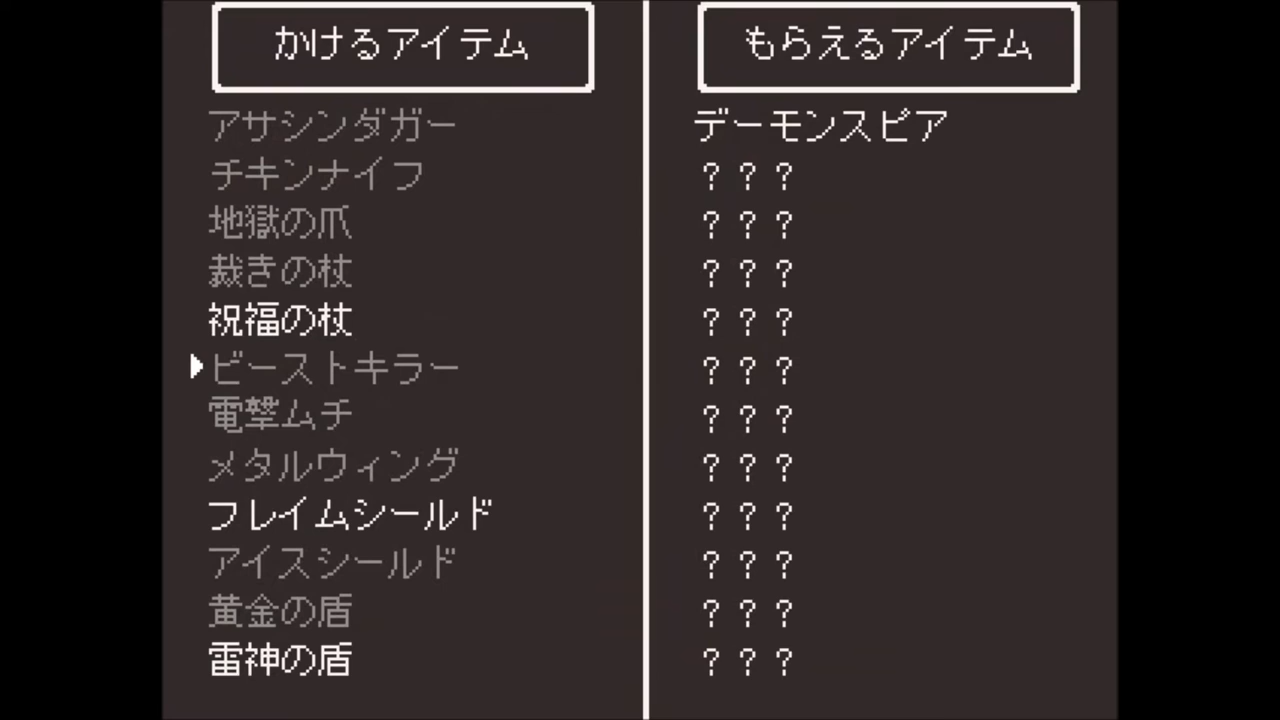 かけるアイテム
アサシンダガー
チキンナイフ
地獄の爪
裁きの杖
祝福の杖
ビーストキラー
電撃ムチ
メタルウィング
フレイムシールド
アイスシールド
黄金の盾
雷神の盾
もらえるアイテム
デーモンスピア
？？？
？？？
？？？
？？？
？？？
？？？
？？？
？？？
？？？
？？？
？？？